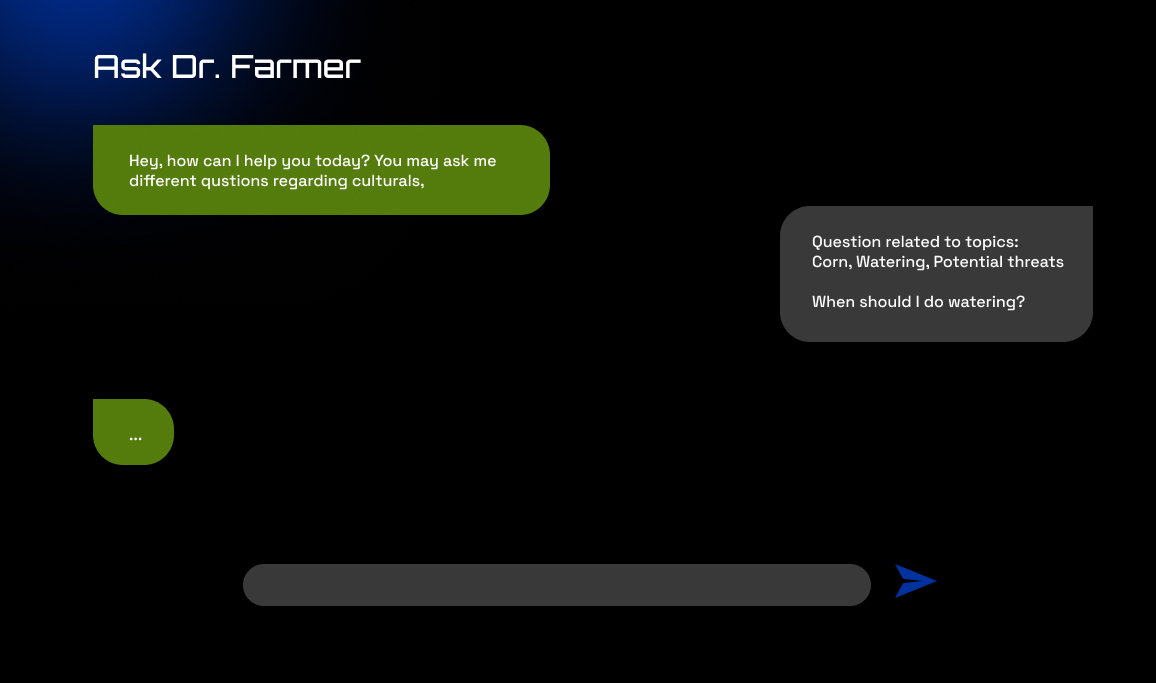 Ask Dr. Farmer
Hey, how can I help you today? You may ask me
different qustions regarding culturals,
Question related to topics:
Corn, Watering, Potential threats
When should I do watering?
...